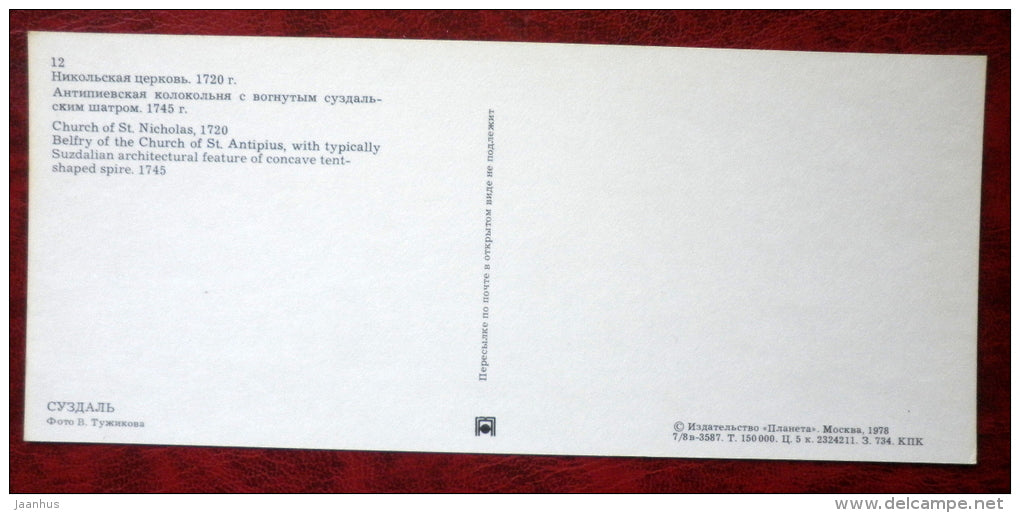 12
Никольская церковь. 1720 г.
Антипиевская колокольня с вогнутым суздаль-
ским шатром. 1745 г.
Church of St. Nicholas, 1720
Belfry of the Church of St. Antipius, with typically
Suzdalian architectural feature of concave tent-
shaped spire. 1745
СУЗДАЛЬ
Фото В. Тужикова
Пересылке по почте в открытом виде не подлежит
© Издательство «Планета». Москва, 1978
7/8в-3587. Т. 150 000. Ц. 5 к. 2324211. З. 734. КПК
jaanhus
www.delcampe.net